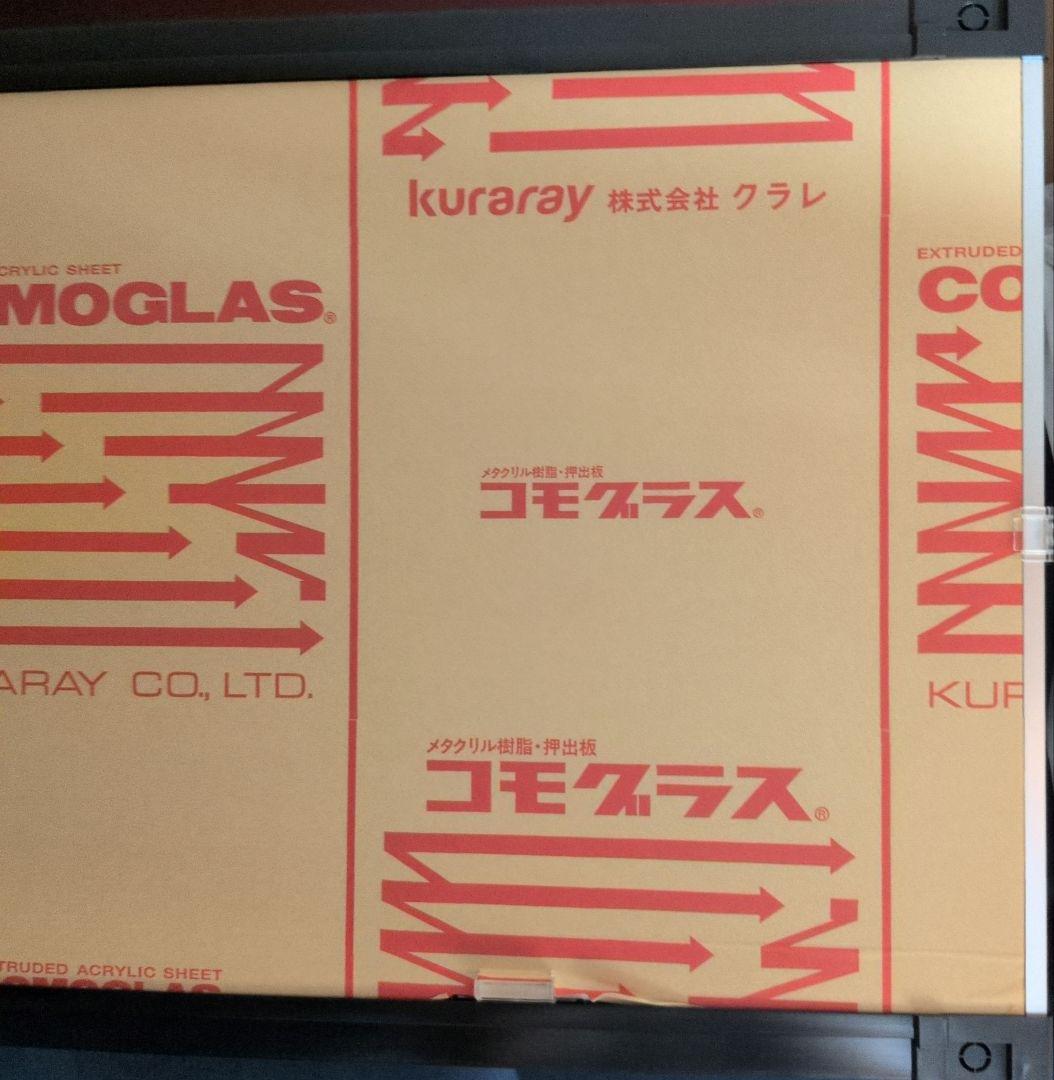 kuraray 株式会社 クラレ
CRYLIC SHEET
MOGLAS®
ARAY CO., LTD.
EXTRUDED
CO
KUR
メタクリル樹脂・押出板
コモグラス®
メタクリル樹脂・押出板
コモグラス®
TRUDED ACRYLIC SHEET
OMOGLAS